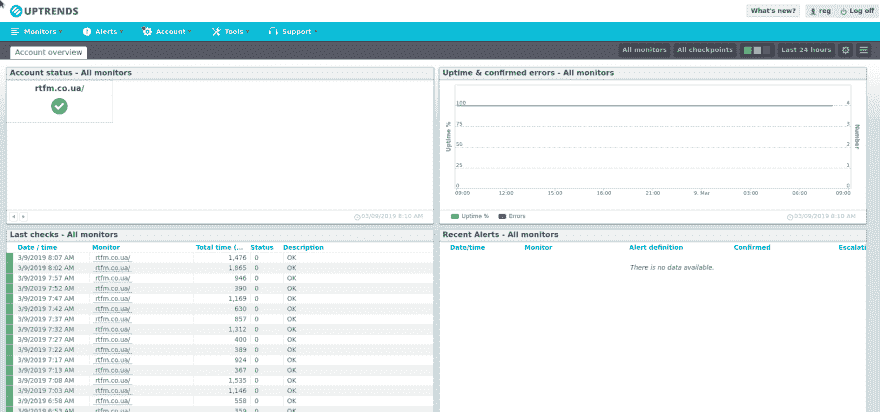 UPTRENDS
What's new? reg Log off
Monitors Alerts Account Tools Support
Account overview
All monitors All checkpoints Last 24 hours
Account status - All monitors
rtfm.co.ua/
03/09/2019 8:10 AM
Uptime & confirmed errors - All monitors
Uptime %
100
75
50
25
0
Number
4
3
2
1
0
09:00 12:00 15:00 18:00 21:00 9. Mar 03:00 06:00 09:00
Uptime % Errors
03/09/2019 8:10 AM
Last checks - All monitors
Date / time Monitor Total time (... Status Description
3/9/2019 8:07 AM rtfm.co.ua/ 1,476 0 OK
3/9/2019 8:02 AM rtfm.co.ua/ 1,865 0 OK
3/9/2019 7:57 AM rtfm.co.ua/ 946 0 OK
3/9/2019 7:52 AM rtfm.co.ua/ 390 0 OK
3/9/2019 7:47 AM rtfm.co.ua/ 1,169 0 OK
3/9/2019 7:42 AM rtfm.co.ua/ 630 0 OK
3/9/2019 7:37 AM rtfm.co.ua/ 857 0 OK
3/9/2019 7:32 AM rtfm.co.ua/ 1,312 0 OK
3/9/2019 7:27 AM rtfm.co.ua/ 400 0 OK
3/9/2019 7:22 AM rtfm.co.ua/ 389 0 OK
3/9/2019 7:17 AM rtfm.co.ua/ 924 0 OK
3/9/2019 7:13 AM rtfm.co.ua/ 367 0 OK
3/9/2019 7:08 AM rtfm.co.ua/ 1,535 0 OK
3/9/2019 7:03 AM rtfm.co.ua/ 1,146 0 OK
3/9/2019 6:58 AM rtfm.co.ua/ 558 0 OK
3/9/2019 6:53 AM rtfm.co.ua/ 359 0 OK
Recent Alerts - All monitors
Date/time Monitor Alert definition Confirmed Escalati
There is no data available.